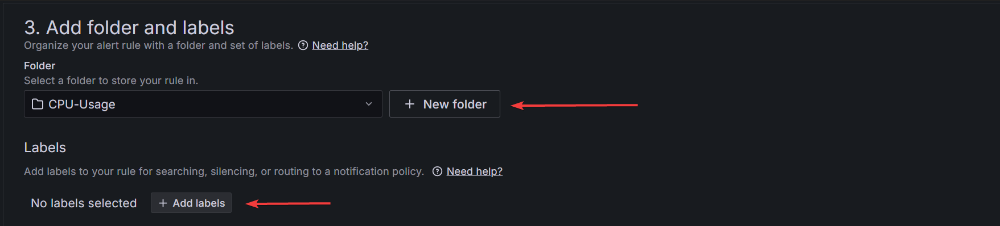 3. Add folder and labels
Organize your alert rule with a folder and set of labels. Need help?
Folder
Select a folder to store your rule in.
CPU-Usage + New folder
Labels
Add labels to your rule for searching, silencing, or routing to a notification policy. Need help?
No labels selected + Add labels